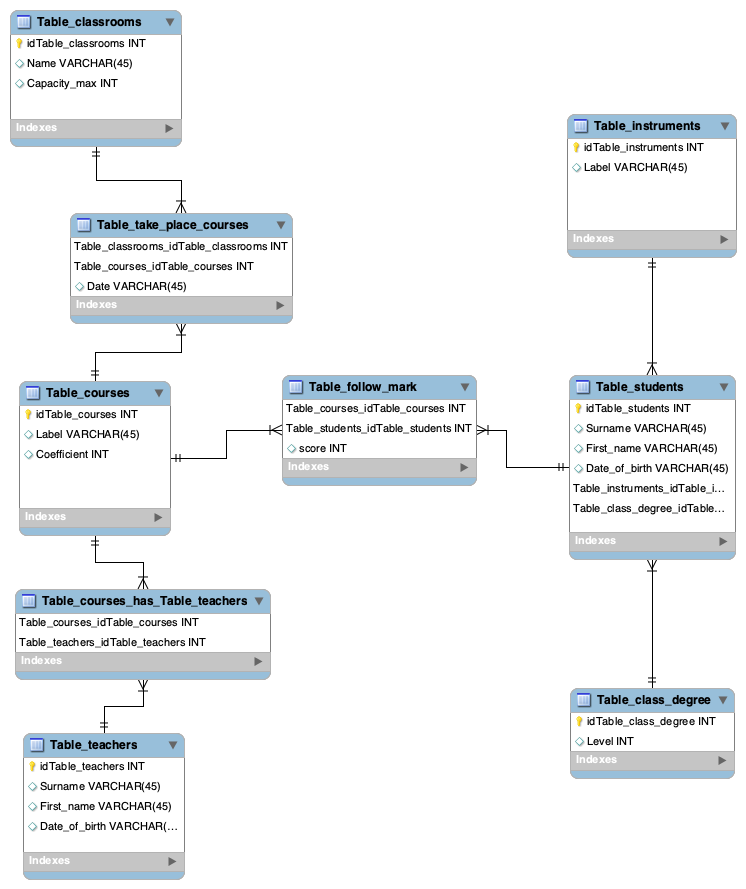 Table_classrooms
idTable_classrooms INT
Name VARCHAR(45)
Capacity_max INT
Indexes
Table_instruments
idTable_instruments INT
Label VARCHAR(45)
Indexes
Table_take_place_courses
Table_classrooms_idTable_classrooms INT
Table_courses_idTable_courses INT
Date VARCHAR(45)
Indexes
Table_courses
idTable_courses INT
Label VARCHAR(45)
Coefficient INT
Indexes
Table_follow_mark
Table_courses_idTable_courses INT
Table_students_idTable_students INT
score INT
Indexes
Table_students
idTable_students INT
Surname VARCHAR(45)
First_name VARCHAR(45)
Date_of_birth VARCHAR(45)
Table_instruments_idTable_i...
Table_class_degree_idTable...
Indexes
Table_courses_has_Table_teachers
Table_courses_idTable_courses INT
Table_teachers_idTable_teachers INT
Indexes
Table_class_degree
idTable_class_degree INT
Level INT
Indexes
Table_teachers
idTable_teachers INT
Surname VARCHAR(45)
First_name VARCHAR(45)
Date_of_birth VARCHAR(...
Indexes